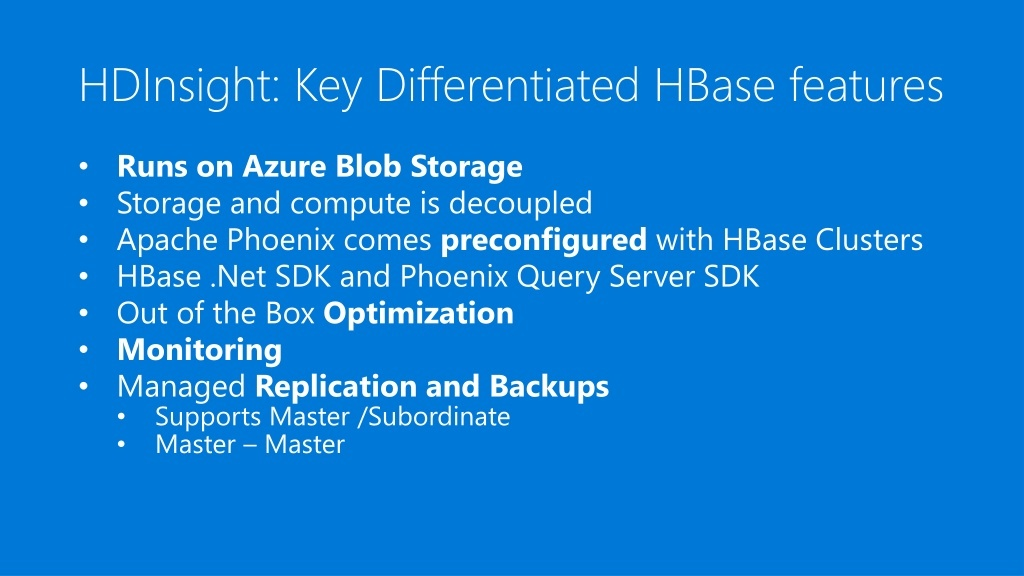 HDInsight: Key Differentiated HBase features
• Runs on Azure Blob Storage
• Storage and compute is decoupled
• Apache Phoenix comes preconfigured with HBase Clusters
• HBase .Net SDK and Phoenix Query Server SDK
• Out of the Box Optimization
• Monitoring
• Managed Replication and Backups
• Supports Master /Subordinate
• Master – Master